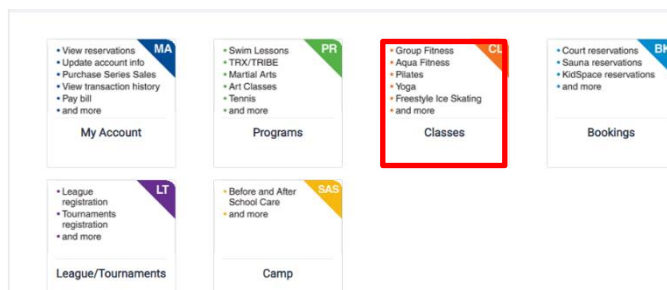 • View reservations
• Update account info
• Purchase Series Sales
• View transaction history
• Pay bill
• and more
MA
My Account
• Swim Lessons
• TRX/TRIBE
• Martial Arts
• Art Classes
• Tennis
• and more
PR
Programs
• Group Fitness
• Aqua Fitness
• Pilates
• Yoga
• Freestyle Ice Skating
• and more
CL
Classes
• Court reservations
• Sauna reservations
• KidSpace reservations
• and more
BK
Bookings
• League
registration
• Tournaments
registration
• and more
LT
League/Tournaments
• Before and After
School Care
• and more
SAS
Camp